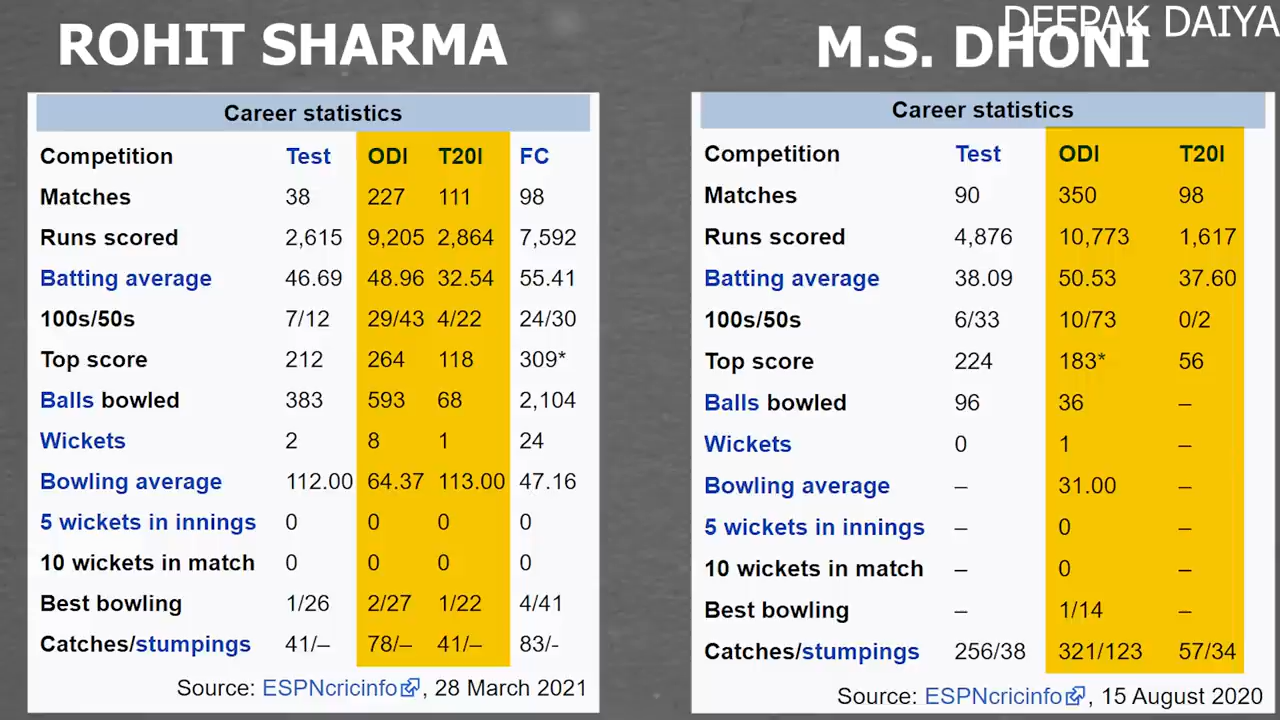 DEEPAK DAIYA
ROHIT SHARMA
Career statistics
Competition Test ODI T20I FC
Matches 38 227 111 98
Runs scored 2,615 9,205 2,864 7,592
Batting average 46.69 48.96 32.54 55.41
100s/50s 7/12 29/43 4/22 24/30
Top score 212 264 118 309*
Balls bowled 383 593 68 2,104
Wickets 2 8 1 24
Bowling average 112.00 64.37 113.00 47.16
5 wickets in innings 0 0 0 0
10 wickets in match 0 0 0 0
Best bowling 1/26 2/27 1/22 4/41
Catches/stumpings 41/– 78/– 41/– 83/-
Source: ESPNcricinfo, 28 March 2021
M.S. DHONI
Career statistics
Competition Test ODI T20I
Matches 90 350 98
Runs scored 4,876 10,773 1,617
Batting average 38.09 50.53 37.60
100s/50s 6/33 10/73 0/2
Top score 224 183* 56
Balls bowled 96 36 –
Wickets 0 1 –
Bowling average – 31.00 –
5 wickets in innings – 0 –
10 wickets in match – 0 –
Best bowling – 1/14 –
Catches/stumpings 256/38 321/123 57/34
Source: ESPNcricinfo, 15 August 2020